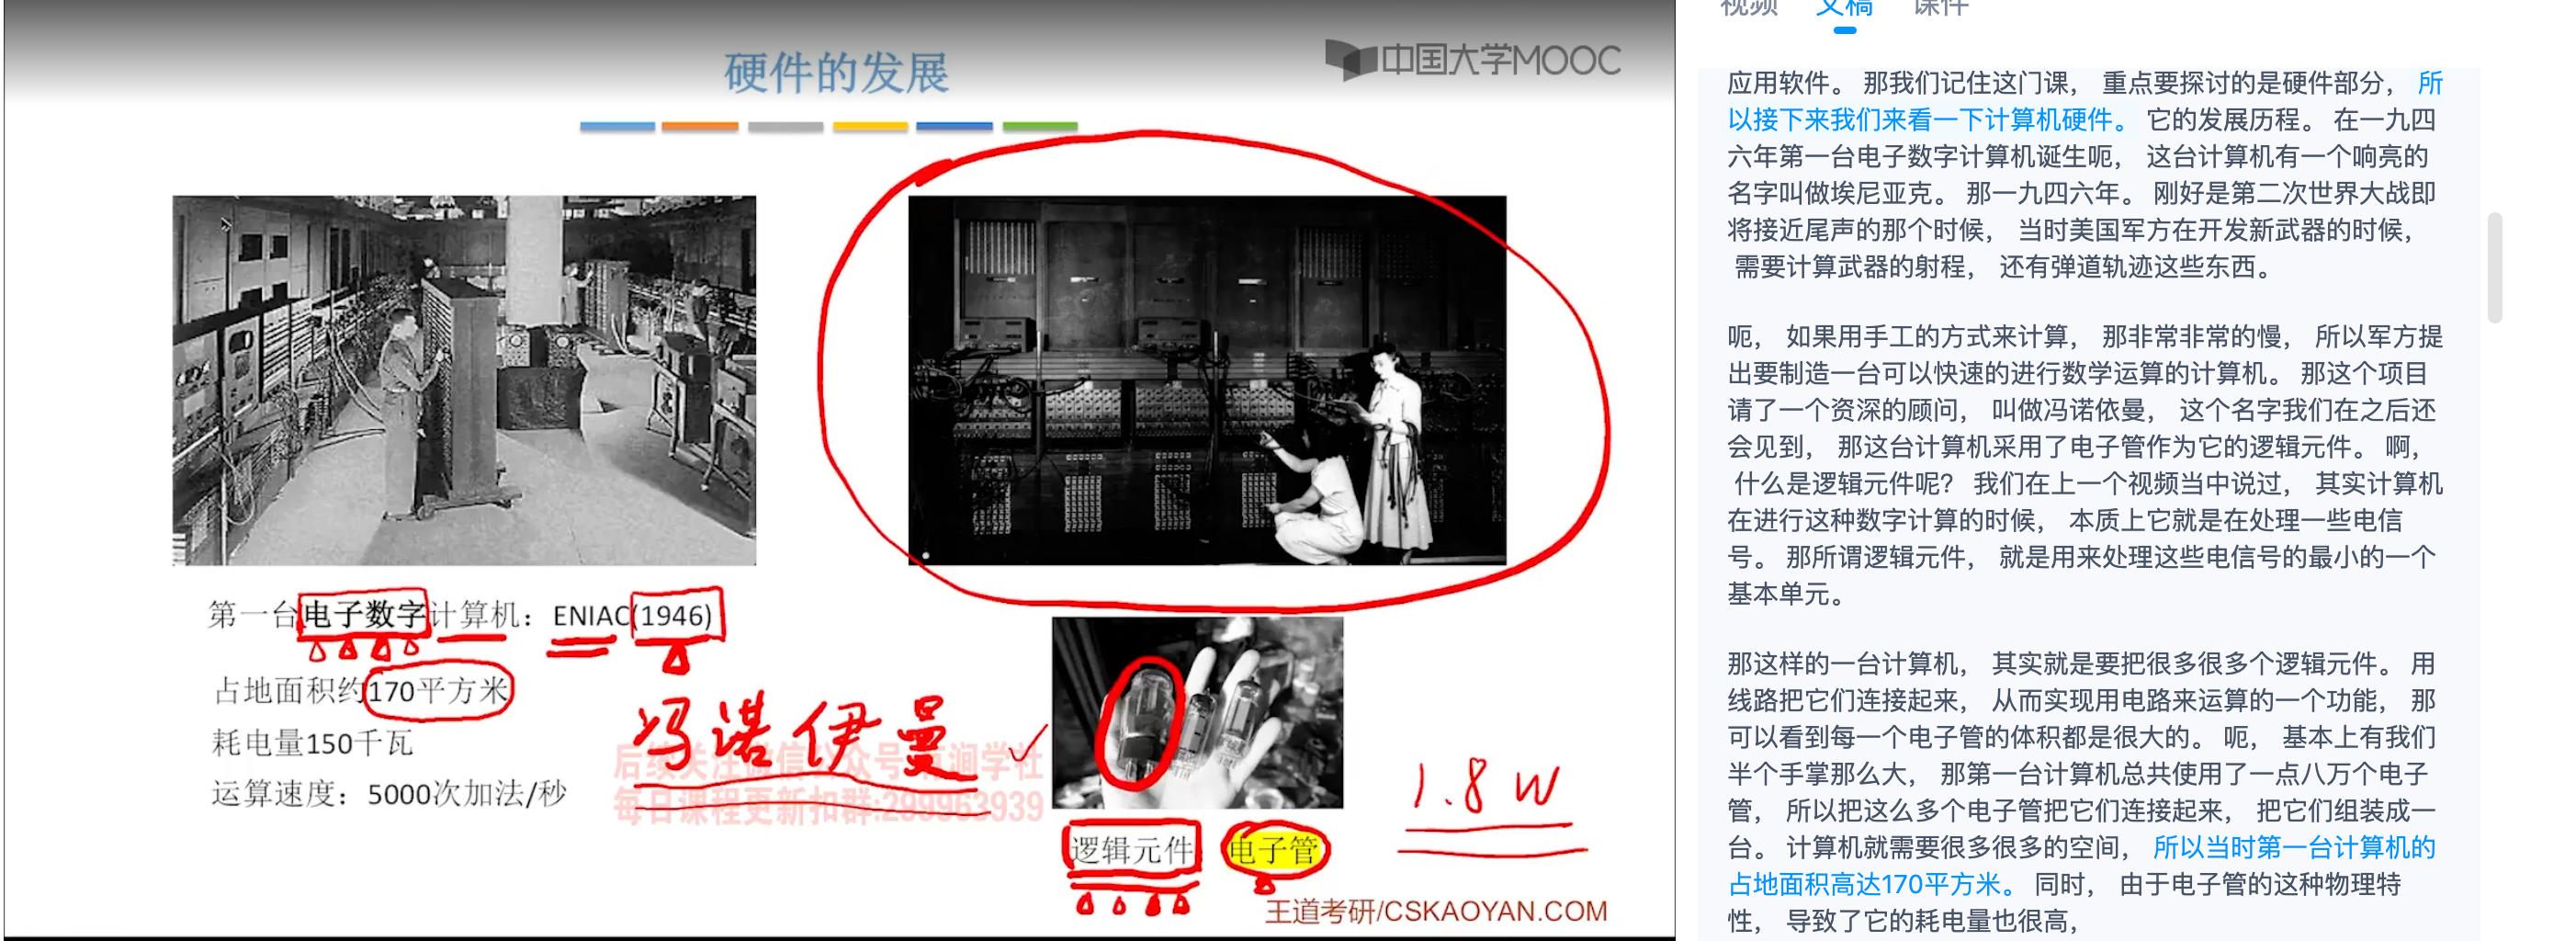 硬件的发展
中国大学MOOC
第一台电子数字计算机：ENIAC(1946)
占地面积约170平方米
耗电量150千瓦
运算速度：5000次加法/秒
冯诺伊曼
每日课程更新扣群:299963939
1.8W
逻辑元件 电子管
王道考研/CSKAOYAN.COM
视频 文稿 课件
应用软件。 那我们记住这门课， 重点要探讨的是硬件部分， 所
以接下来我们来看一下计算机硬件。 它的发展历程。 在一九四
六年第一台电子数字计算机诞生呃， 这台计算机有一个响亮的
名字叫做埃尼亚克。 那一九四六年。 刚好是第二次世界大战即
将接近尾声的那个时候， 当时美国军方在开发新武器的时候，
需要计算武器的射程， 还有弹道轨迹这些东西。
呃， 如果用手工的方式来计算， 那非常非常的慢， 所以军方提
出要制造一台可以快速的进行数学运算的计算机。 那这个项目
请了一个资深的顾问， 叫做冯诺依曼， 这个名字我们在之后还
会见到， 那这台计算机采用了电子管作为它的逻辑元件。 啊，
什么是逻辑元件呢？ 我们在上一个视频当中说过， 其实计算机
在进行这种数字计算的时候， 本质上它就是在处理一些电信
号。 那所谓逻辑元件， 就是用来处理这些电信号的最小的一个
基本单元。
那这样的一台计算机， 其实就是要把很多很多个逻辑元件。 用
线路把它们连接起来， 从而实现用电路来运算的一个功能， 那
可以看到每一个电子管的体积都是很大的。 呃， 基本上有我们
半个手掌那么大， 那第一台计算机总共使用了一点八万个电子
管， 所以把这么多个电子管把它们连接起来， 把它们组装成一
台。 计算机就需要很多很多的空间， 所以当时第一台计算机的
占地面积高达170平方米。 同时， 由于电子管的这种物理特
性， 导致了它的耗电量也很高，